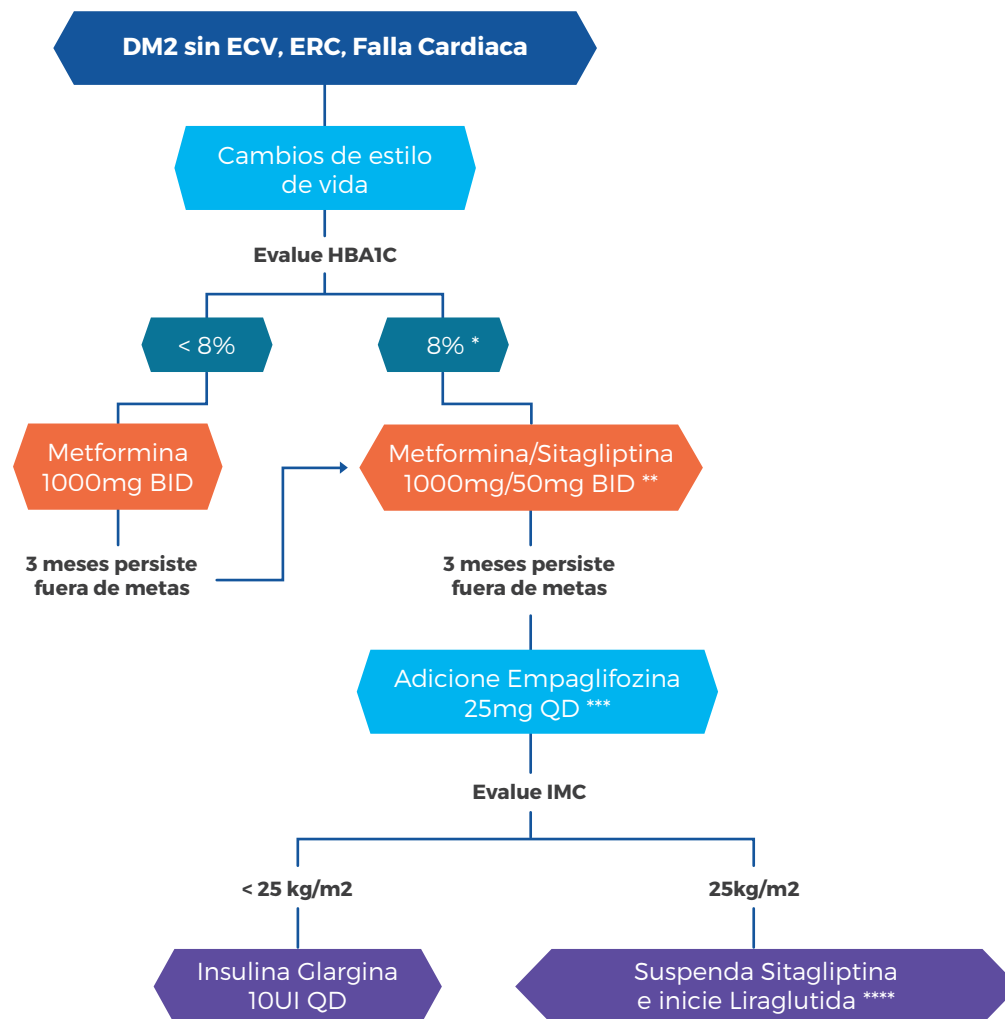 DM2 sin ECV, ERC, Falla Cardiaca
Cambios de estilo
de vida
Evalue HBA1C
< 8%
8% *
Metformina
1000mg BID
Metformina/Sitagliptina
1000mg/50mg BID **
3 meses persiste
fuera de metas
3 meses persiste
fuera de metas
Adicione Empaglifozina
25mg QD ***
Evalue IMC
< 25 kg/m2
25kg/m2
Insulina Glargina
10UI QD
Suspenda Sitagliptina
e inicie Liraglutida ****